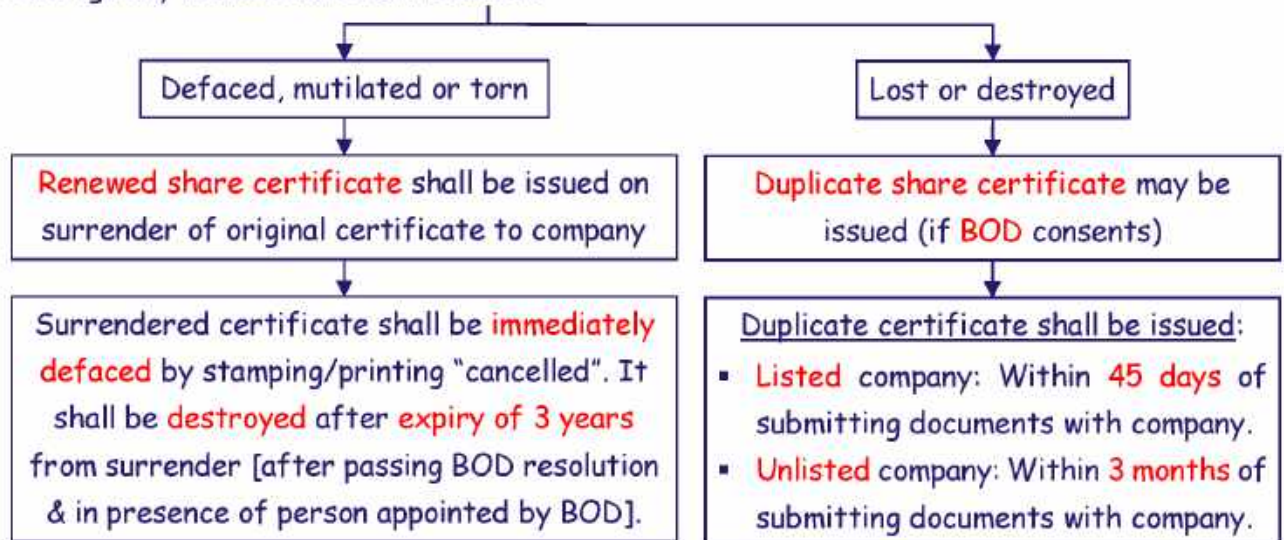 Defaced, mutilated or torn
Lost or destroyed
Renewed share certificate shall be issued on
surrender of original certificate to company
Duplicate share certificate may be
issued (if BOD consents)
Surrendered certificate shall be immediately
defaced by stamping/printing “cancelled”. It
shall be destroyed after expiry of 3 years
from surrender [after passing BOD resolution
& in presence of person appointed by BOD].
Duplicate certificate shall be issued:
▪ Listed company: Within 45 days of
submitting documents with company.
▪ Unlisted company: Within 3 months of
submitting documents with company.